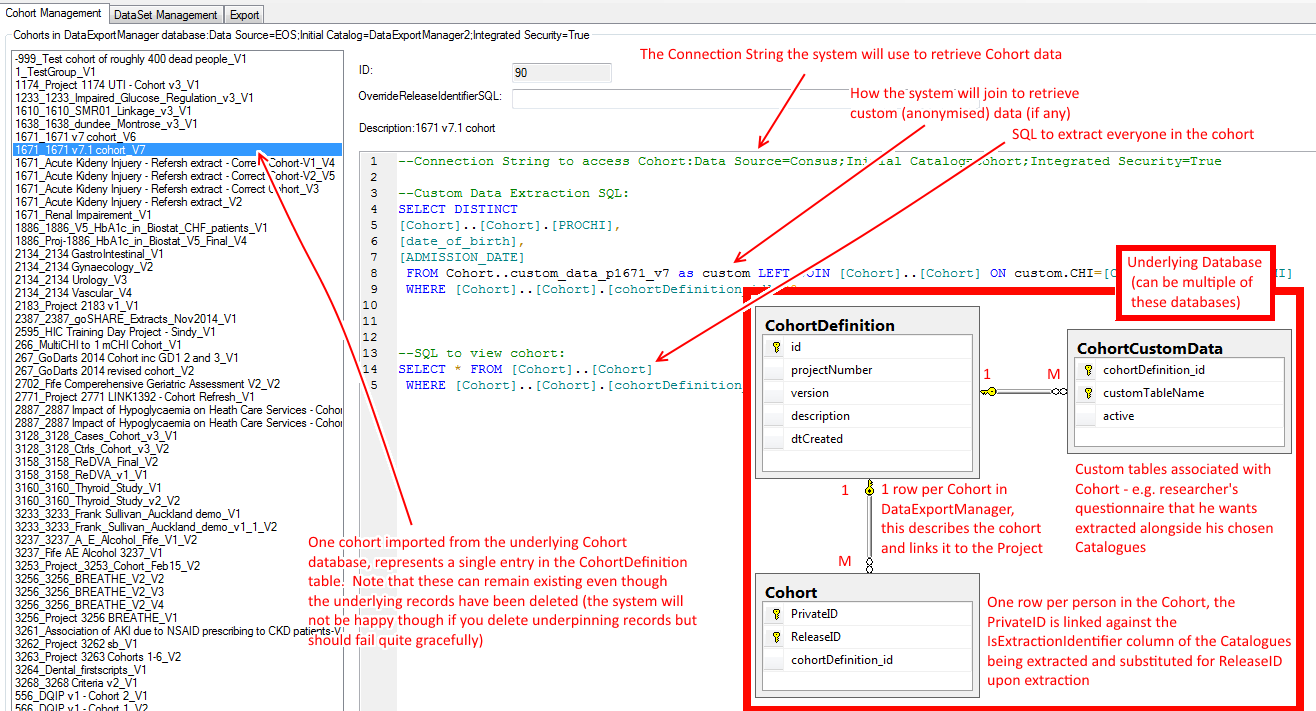 Cohort Management
DataSet Management
Export
Cohorts in DataExportManager database:Data Source=EOS;Initial Catalog=DataExportManager2;Integrated Security=True
-999_Test cohort of roughly 400 dead people_V1
1_TestGroup_V1
1174_Project 1174 UTI - Cohort v3_V1
1233_1233_Impaired_Glucose_Regulation_v3_V1
1610_1610_SMR01_Linkage_v3_V1
1638_1638_dundee_Montrose_v3_V1
1671_1671 v7 cohort_V6
1671_1671 v7.1 cohort_V7
1671_Acute Kideny Injuery - Refersh extract - Correct Cohort-V1_V4
1671_Acute Kideny Injuery - Refersh extract - Correct Cohort-V2_V5
1671_Acute Kideny Injuery - Refersh extract - Correct Cohort_V3
1671_Acute Kideny Injuery - Refersh extract_V2
1671_Renal Impairement_V1
1886_1886_V5_HbA1c_in_Biostat_CHF_patients_V1
1886_Proj-1886_HbA1c_in_Biostat_V5_Final_V4
2134_2134 GastroIntestinal_V1
2134_2134 Gynaecology_V2
2134_2134 Urology_V3
2134_2134 Vascular_V4
2183_Project 2183 v1_V1
2387_2387_goSHARE_Extracts_Nov2014_V1
2595_HIC Training Day Project - Sindy_V1
266_MultiCHI to 1 mCHI Cohort_V1
267_GoDarts 2014 Cohort inc GD1 2 and 3_V1
267_GoDarts 2014 revised cohort_V2
2702_Fife Comperehensive Geriatric Assessment V2_V2
2771_Project 2771 LINK1392 - Cohort Refresh_V1
2887_2887 Impact of Hypoglycaemia on Heath Care Services - Cohor
2887_2887 Impact of Hypoglycaemia on Heath Care Services - Cohor
3128_3128_Cases_Cohort_v3_V1
3128_3128_Ctrls_Cohort_v3_V2
3158_3158_ReDVA_Final_V2
3158_3158_ReDVA_v1_V1
3160_3160_Thyroid_Study_V1
3160_3160_Thyroid_Study_v2_V2
3233_3233_Frank_Sullivan_Auckland demo_V1
3233_3233_Frank_Sullivan_Auckland_demo_v1_1_V2
3237_3237_A_E_Alcohol_Fife_V1_V2
3237_Fife AE Alcohol 3237_V1
3253_Project_3253_Cohort_Feb15_V2
3256_3256_BREATHE_V2_V2
3256_3256_BREATHE_V2_V3
3256_3256_BREATHE_V2_V4
3256_Project 3256 BREATHE_V1
3261_Association of AKI due to NSAID prescribing to CKD patients-V
3262_Project 3262 sb_V1
3263_Project 3263 Cohorts 1-6_V2
3264_Dental_firstscripts_V1
3268_3268 Criteria v2_V1
556_DQIP v1 - Cohort 2_V1
556_DQIP v1 - Cohort 1_V2
ID:
90
OverrideReleaseIdentifierSQL:
Description:1671 v7.1 cohort
The Connection String the system will use to retrieve Cohort data
How the system will join to retrieve
custom (anonymised) data (if any)
SQL to extract everyone in the cohort
1 --Connection String to access Cohort:Data Source=Consus;Initial Catalog=Cohort;Integrated Security=True
2
3 --Custom Data Extraction SQL:
4 SELECT DISTINCT
5 [Cohort]..[Cohort].[PROCHI],
6 [date_of_birth],
7 [ADMISSION_DATE]
8 FROM Cohort..custom_data_p1671_v7 as custom LEFT JOIN [Cohort]..[Cohort] ON custom.CHI=[
9 WHERE [Cohort]..[Cohort].[cohortDefinition
10
11
12
13 --SQL to view cohort:
14 SELECT * FROM [Cohort]..[Cohort]
5 WHERE [Cohort]..[Cohort].[cohortDefinition
Underlying Database
(can be multiple of
these databases)
CohortDefinition
id
projectNumber
version
description
dtCreated
1
M
CohortCustomData
cohortDefinition_id
customTableName
active
Custom tables associated with
Cohort - e.g. researcher's
questionnaire that he wants
extracted alongside his chosen
Catalogues
1
1 row per Cohort in
DataExportManager,
this describes the cohort
and links it to the Project
M
Cohort
PrivateID
ReleaseID
cohortDefinition_id
One row per person in the Cohort, the
PrivateID is linked against the
IsExtractionIdentifier column of the Catalogues
being extracted and substituted for ReleaseID
upon extraction
One cohort imported from the underlying Cohort
database, represents a single entry in the CohortDefinition
table. Note that these can remain existing even though
the underlying records have been deleted (the system will
not be happy though if you delete underpinning records but
should fail quite gracefully)